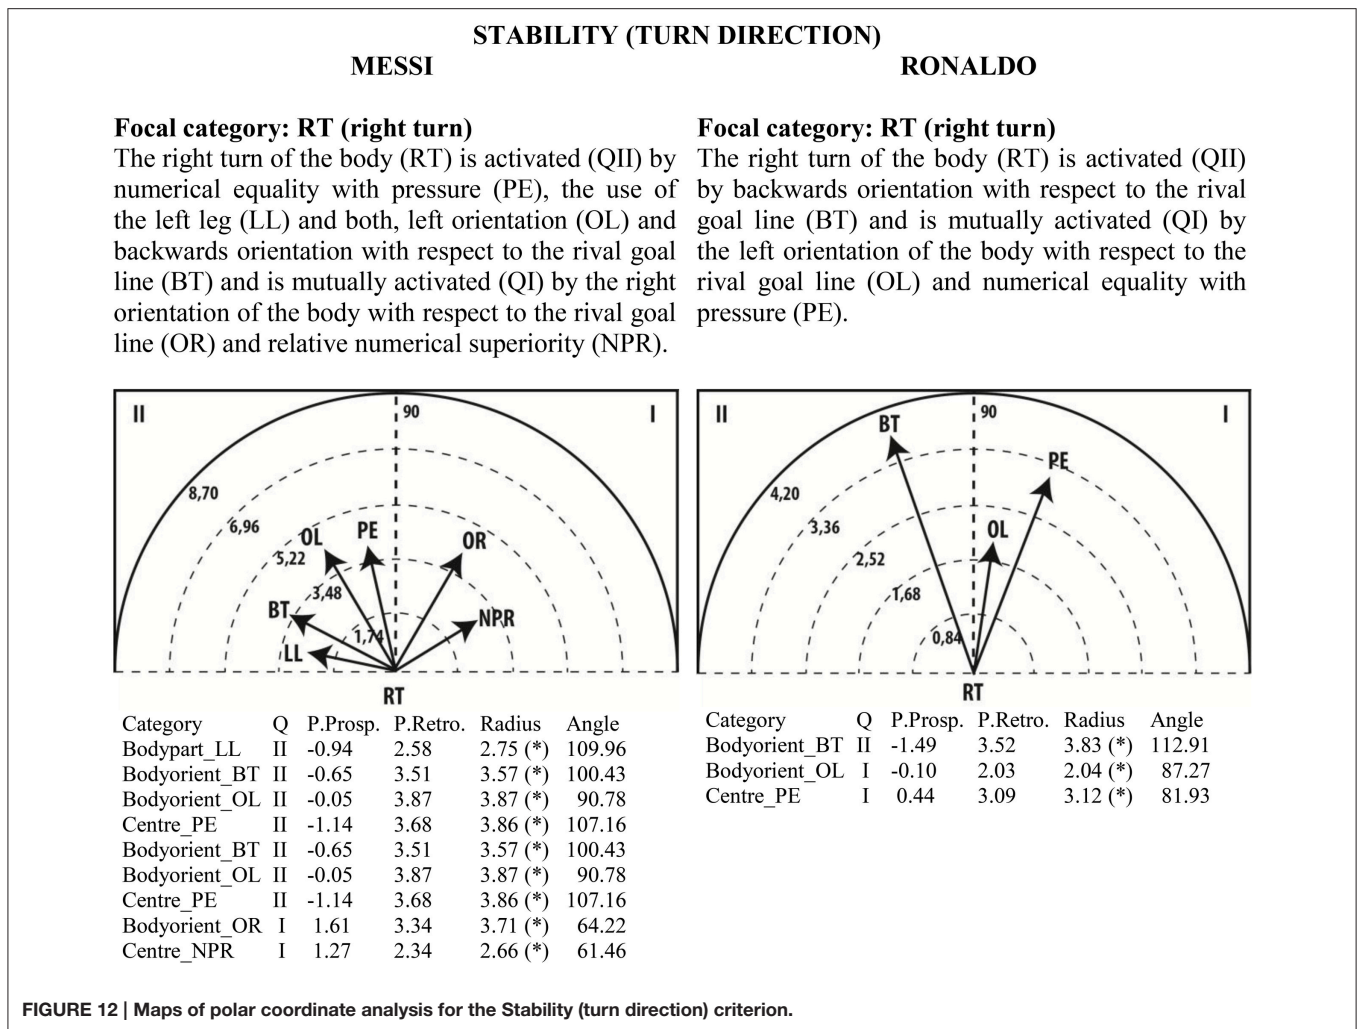 STABILITY (TURN DIRECTION)
MESSI
RONALDO
Focal category: RT (right turn)
The right turn of the body (RT) is activated (QII) by
numerical equality with pressure (PE), the use of
the left leg (LL) and both, left orientation (OL) and
backwards orientation with respect to the rival goal
line (BT) and is mutually activated (QI) by the right
orientation of the body with respect to the rival goal
line (OR) and relative numerical superiority (NPR).
Focal category: RT (right turn)
The right turn of the body (RT) is activated (QII)
by backwards orientation with respect to the rival
goal line (BT) and is mutually activated (QI) by
the left orientation of the body with respect to the
rival goal line (OL) and numerical equality with
pressure (PE).
II
90
I
8,70
6,96
OL
PE
OR
5,22
3,48
BT
NPR
1,74
LL
RT
Category Q P.Prosp. P.Retro. Radius Angle
Bodypart_LL II -0.94 2.58 2.75 (*) 109.96
Bodyorient_BT II -0.65 3.51 3.57 (*) 100.43
Bodyorient_OL II -0.05 3.87 3.87 (*) 90.78
Centre_PE II -1.14 3.68 3.86 (*) 107.16
Bodyorient_BT II -0.65 3.51 3.57 (*) 100.43
Bodyorient_OL II -0.05 3.87 3.87 (*) 90.78
Centre_PE II -1.14 3.68 3.86 (*) 107.16
Bodyorient_OR I 1.61 3.34 3.71 (*) 64.22
Centre_NPR I 1.27 2.34 2.66 (*) 61.46
II
90
I
BT
PE
4,20
3,36
OL
2,52
1,68
0,84
RT
Category Q P.Prosp. P.Retro. Radius Angle
Bodyorient_BT II -1.49 3.52 3.83 (*) 112.91
Bodyorient_OL I -0.10 2.03 2.04 (*) 87.27
Centre_PE I 0.44 3.09 3.12 (*) 81.93
FIGURE 12 | Maps of polar coordinate analysis for the Stability (turn direction) criterion.